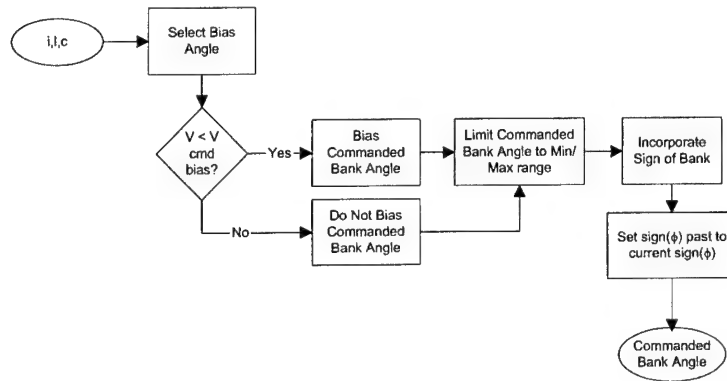 i,l,c
Select Bias
Angle
V < V
cmd
bias?
Yes
Bias
Commanded
Bank Angle
Limit Commanded
Bank Angle to Min/
Max range
Incorporate
Sign of Bank
No
Do Not Bias
Commanded
Bank Angle
Set sign(ϕ) past to
current sign(ϕ)
Commanded
Bank Angle